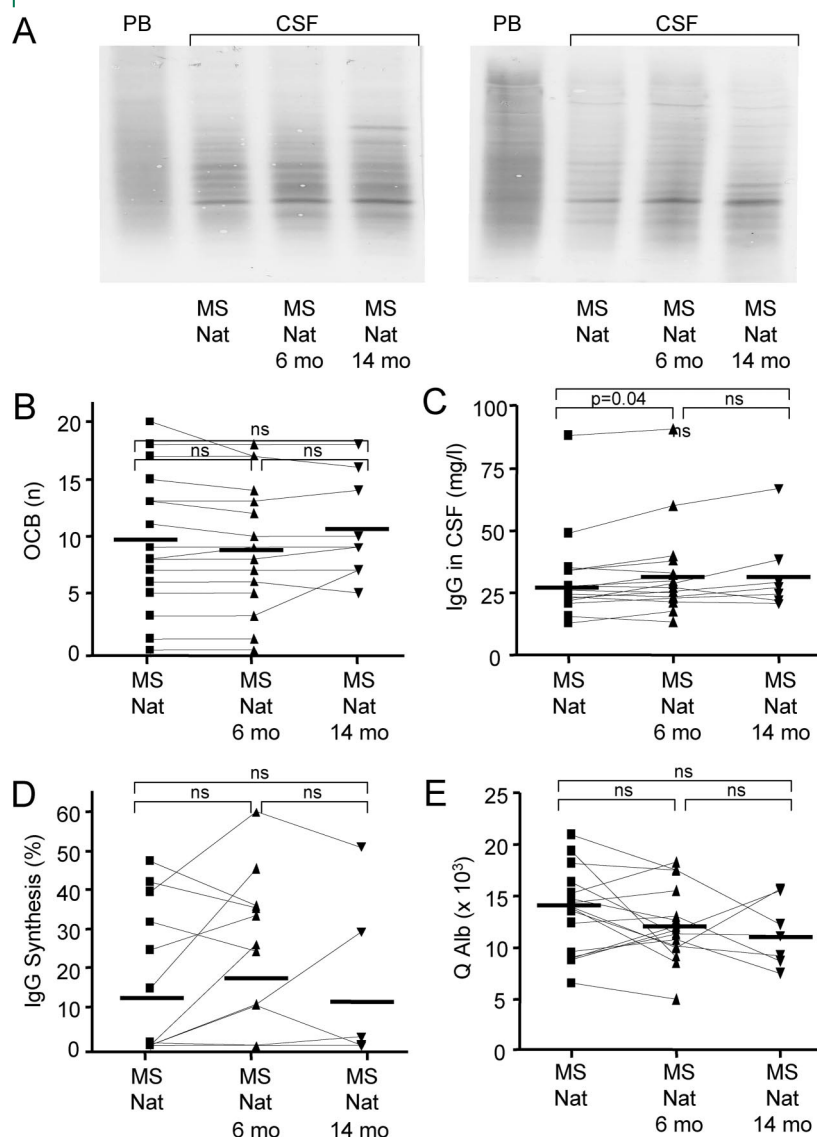 A
PB CSF PB CSF
MS MS MS MS MS MS
Nat Nat Nat Nat Nat Nat
6 mo 14 mo 6 mo 14 mo
B
ns
ns ns
OCB (n)
20
15
10
5
0
MS MS MS
Nat Nat Nat
6 mo 14 mo
C
p=0.04 ns
ns
IgG in CSF (mg/l)
100
75
50
25
0
MS MS MS
Nat Nat Nat
6 mo 14 mo
D
ns
ns ns
IgG Synthesis (%)
60
50
40
30
20
10
0
MS MS MS
Nat Nat Nat
6 mo 14 mo
E
ns
ns ns
Q Alb (x 10³)
25
20
15
10
5
0
MS MS MS
Nat Nat Nat
6 mo 14 mo